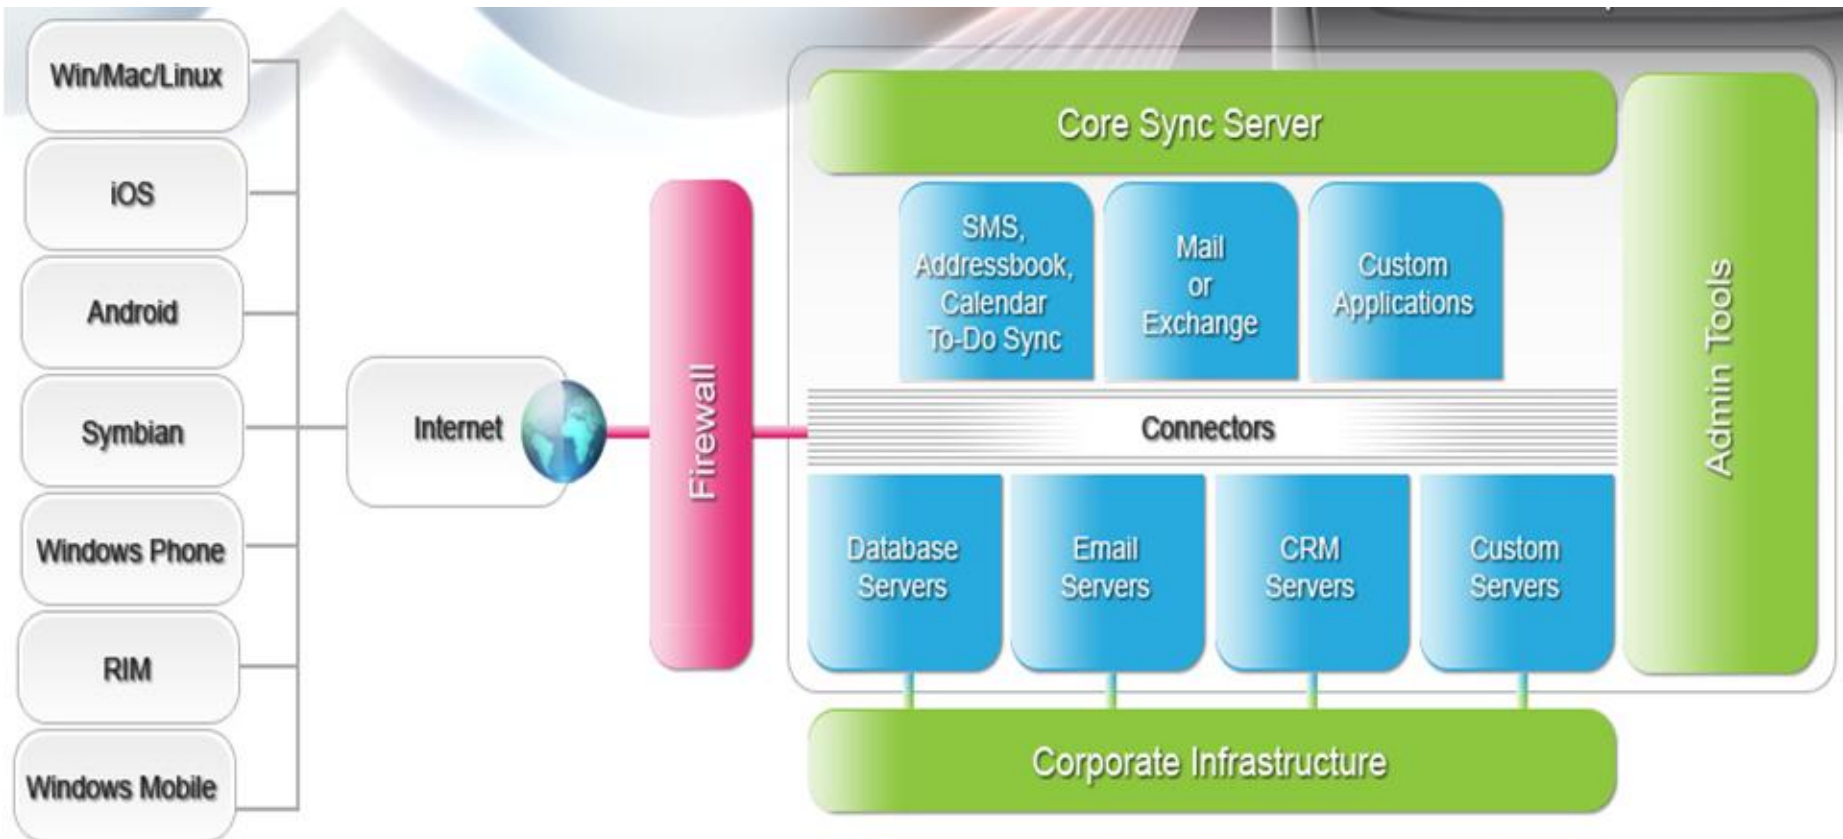 Win/Mac/Linux
iOS
Android
Symbian
Windows Phone
RIM
Windows Mobile
Internet
Firewall
Core Sync Server
SMS,
Addressbook,
Calendar
To-Do Sync
Mail
or
Exchange
Custom
Applications
Connectors
Database
Servers
Email
Servers
CRM
Servers
Custom
Servers
Admin Tools
Corporate Infrastructure